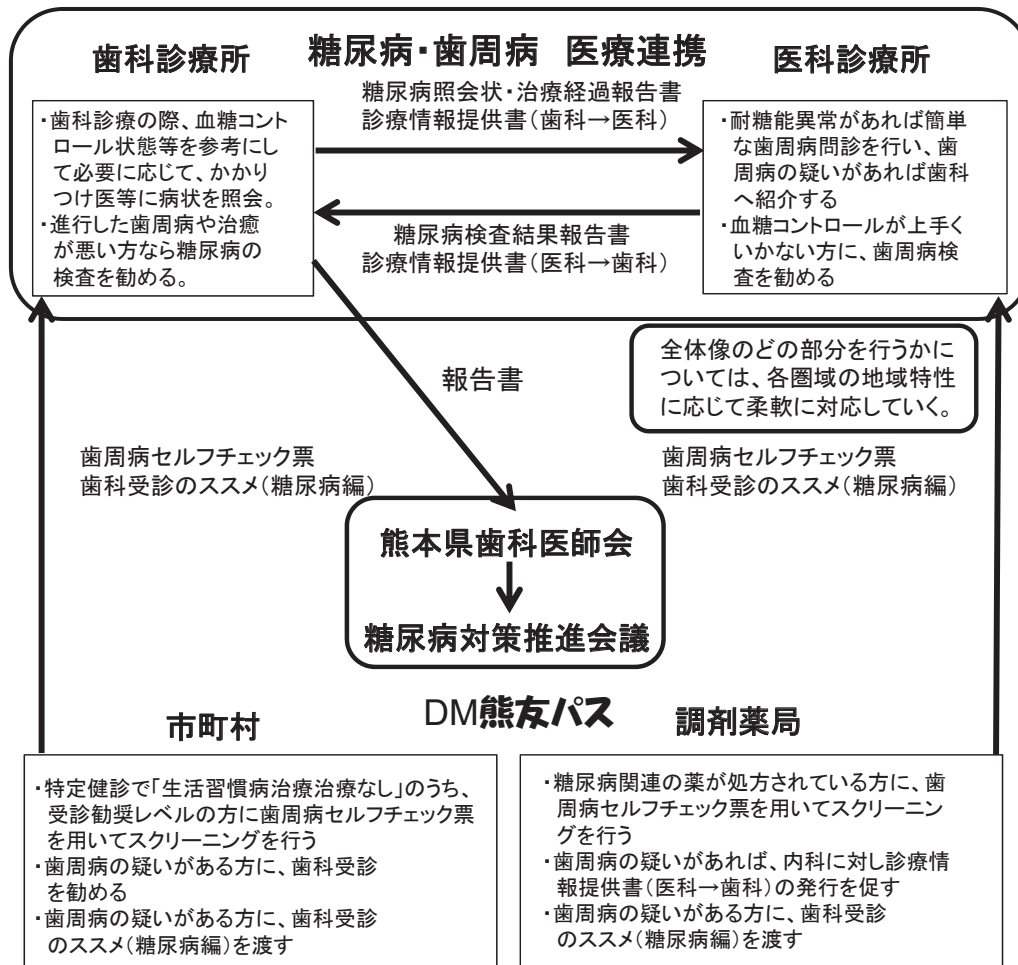 糖尿病・歯周病 医療連携
歯科診療所
医科診療所
糖尿病照会状・治療経過報告書
診療情報提供書(歯科→医科)
・歯科診療の際、血糖コント
ロール状態等を参考にし
て必要に応じて、かかり
つけ医等に病状を照会。
・進行した歯周病や治癒
が悪い方なら糖尿病の
検査を勧める。
・耐糖能異常があれば簡単
な歯周病問診を行い、歯
周病の疑いがあれば歯科
へ紹介する
・血糖コントロールが上手く
いかない方に、歯周病検
査を勧める
糖尿病検査結果報告書
診療情報提供書(医科→歯科)
全体像のどの部分を行うかに
ついては、各圏域の地域特性
に応じて柔軟に対応していく。
報告書
歯周病セルフチェック票
歯科受診のススメ(糖尿病編)
歯周病セルフチェック票
歯科受診のススメ(糖尿病編)
熊本県歯科医師会
糖尿病対策推進会議
DM熊友パス
市町村
調剤薬局
・特定健診で「生活習慣病治療治療なし」のうち、
受診勧奨レベルの方に歯周病セルフチェック票
を用いてスクリーニングを行う
・歯周病の疑いがある方に、歯科受診
を勧める
・歯周病の疑いがある方に、歯科受診
のススメ(糖尿病編)を渡す
・糖尿病関連の薬が処方されている方に、歯
周病セルフチェック票を用いてスクリーニン
グを行う
・歯周病の疑いがあれば、内科に対し診療情
報提供書(医科→歯科)の発行を促す
・歯周病の疑いがある方に、歯科受診
のススメ(糖尿病編)を渡す